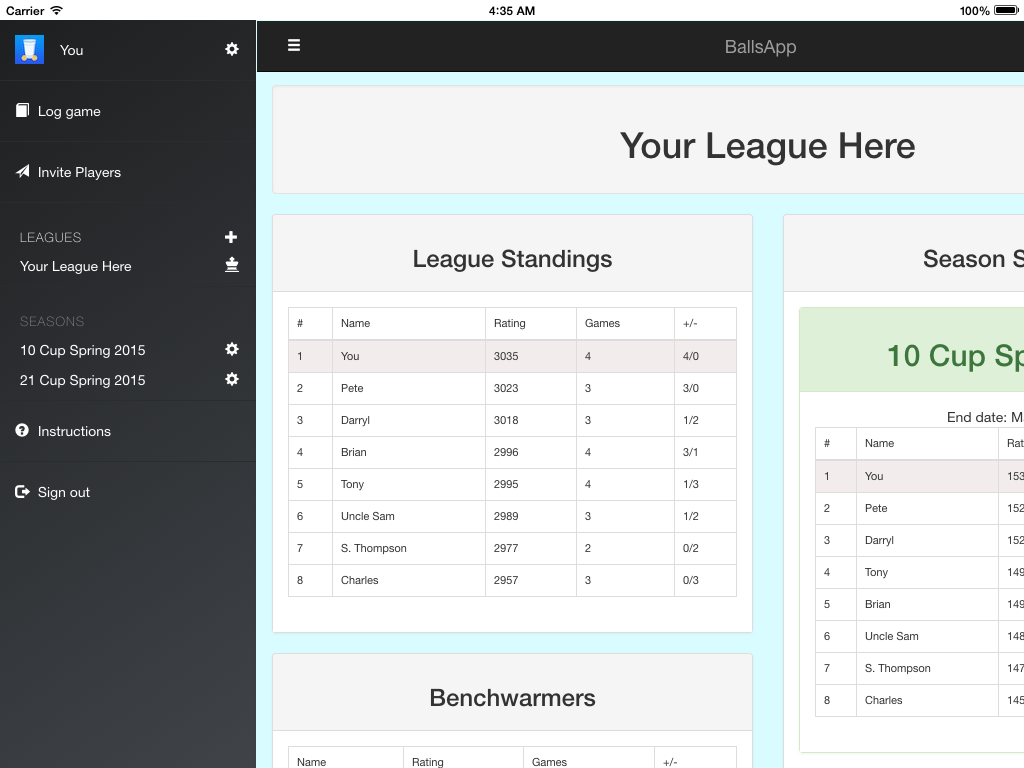 Carrier 4:35 AM 100%
You
Log game
Invite Players
LEAGUES
Your League Here
SEASONS
10 Cup Spring 2015
21 Cup Spring 2015
Instructions
Sign out
BallsApp
Your League Here
League Standings
# Name Rating Games +/-
1 You 3035 4 4/0
2 Pete 3023 3 3/0
3 Darryl 3018 3 1/2
4 Brian 2996 4 3/1
5 Tony 2995 4 1/3
6 Uncle Sam 2989 3 1/2
7 S. Thompson 2977 2 0/2
8 Charles 2957 3 0/3
Benchwarmers
Name Rating Games +/-
Season S
10 Cup Sp
End date: M
# Name Rat
1 You 153
2 Pete 152
3 Darryl 152
4 Tony 149
5 Brian 149
6 Uncle Sam 148
7 S. Thompson 147
8 Charles 145